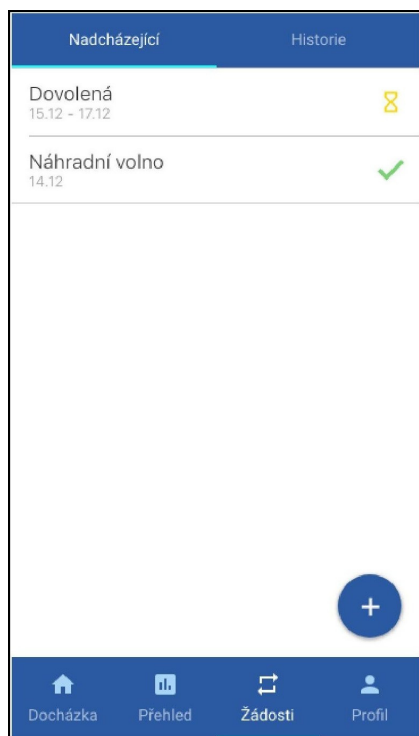 Nadcházející Historie
Dovolená
15.12 - 17.12
Náhradní volno
14.12
Docházka Přehled Žádosti Profil